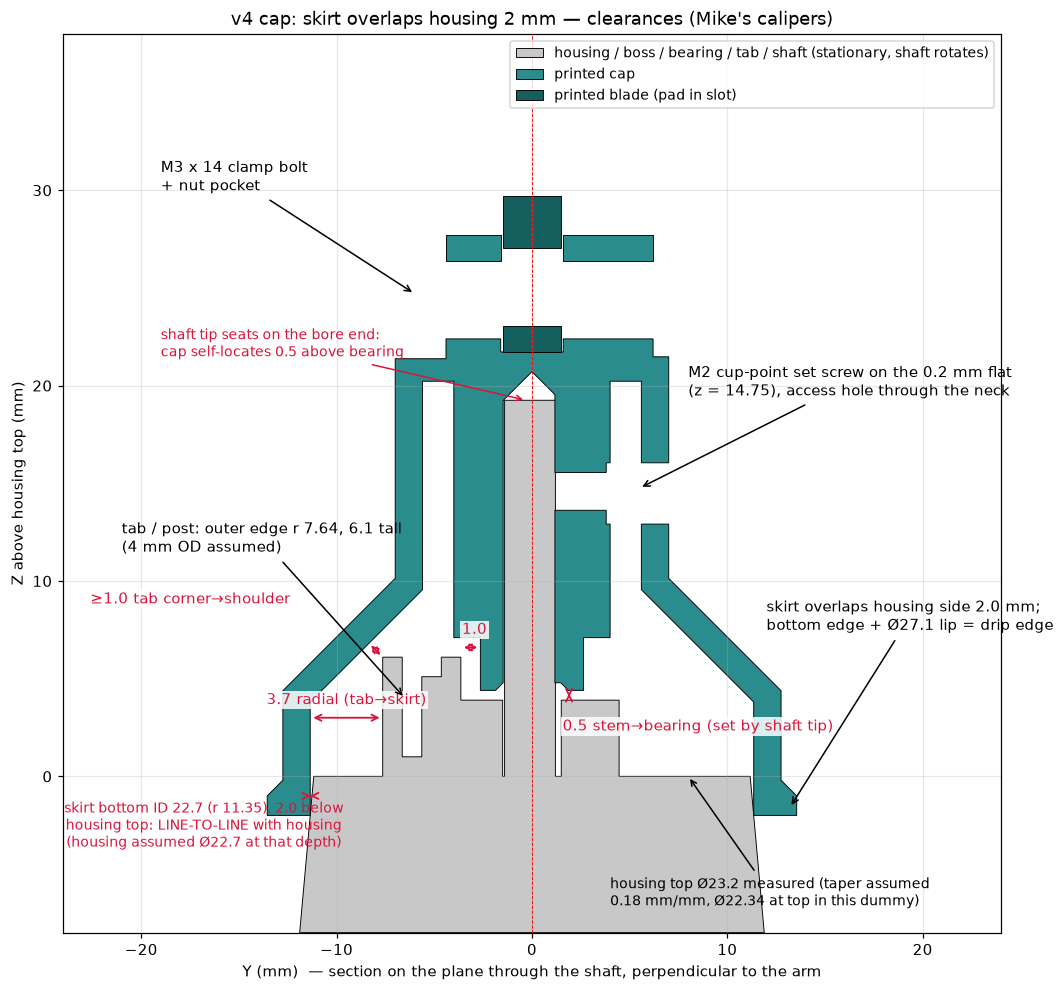 v4 cap: skirt overlaps housing 2 mm — clearances (Mike's calipers)
housing / boss / bearing / tab / shaft (stationary, shaft rotates)
printed cap
printed blade (pad in slot)
M3 x 14 clamp bolt
+ nut pocket
shaft tip seats on the bore end:
cap self-locates 0.5 above bearing
M2 cup-point set screw on the 0.2 mm flat
(z = 14.75), access hole through the neck
tab / post: outer edge r 7.64, 6.1 tall
(4 mm OD assumed)
≥1.0 tab corner→shoulder
skirt overlaps housing side 2.0 mm;
bottom edge + Ø27.1 lip = drip edge
1.0
3.7 radial (tab→skirt)
0.5 stem→bearing (set by shaft tip)
skirt bottom ID 22.7 (r 11.35), 2.0 below
housing top: LINE-TO-LINE with housing
(housing assumed Ø22.7 at that depth)
housing top Ø23.2 measured (taper assumed
0.18 mm/mm, Ø22.34 at top in this dummy)
Z above housing top (mm)
30
20
10
0
−20
−10
0
10
20
Y (mm)  — section on the plane through the shaft, perpendicular to the arm